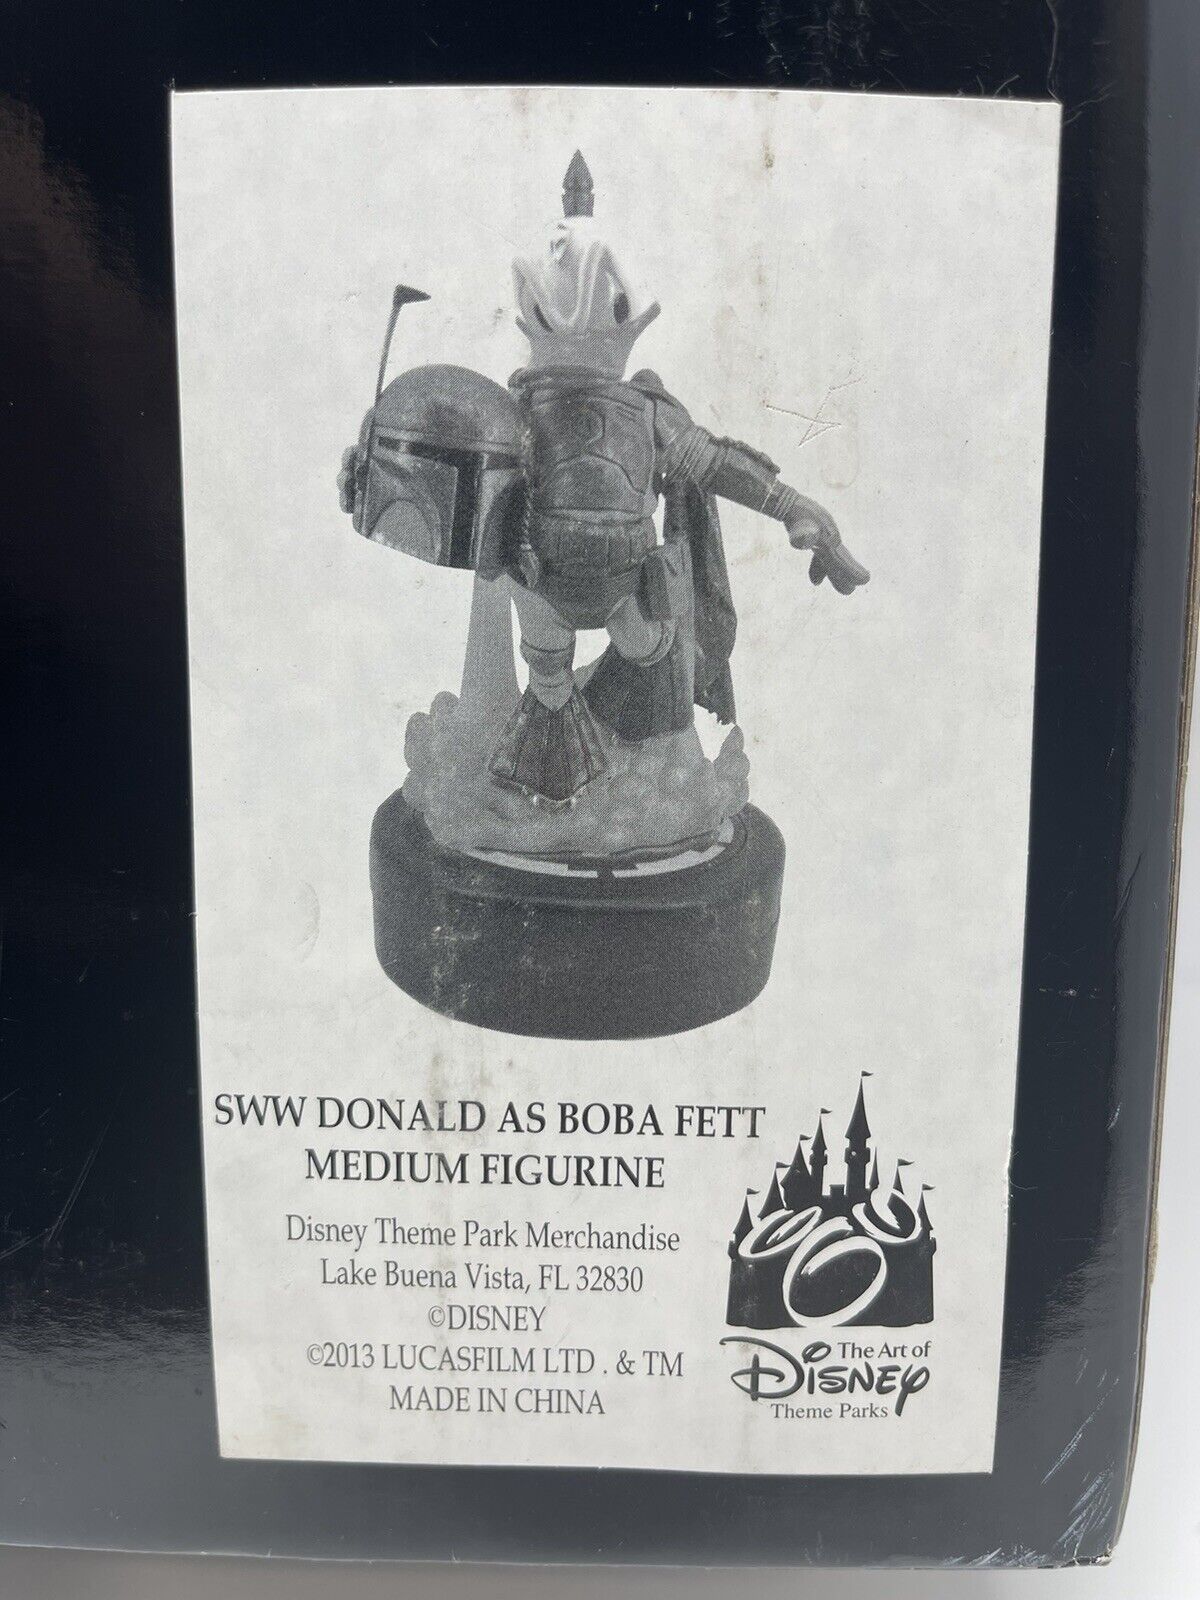 SWW DONALD AS BOBA FETT
MEDIUM FIGURINE
Disney Theme Park Merchandise
Lake Buena Vista, FL 32830
©DISNEY
©2013 LUCASFILM LTD . & TM
MADE IN CHINA
The Art of
Disney
Theme Parks